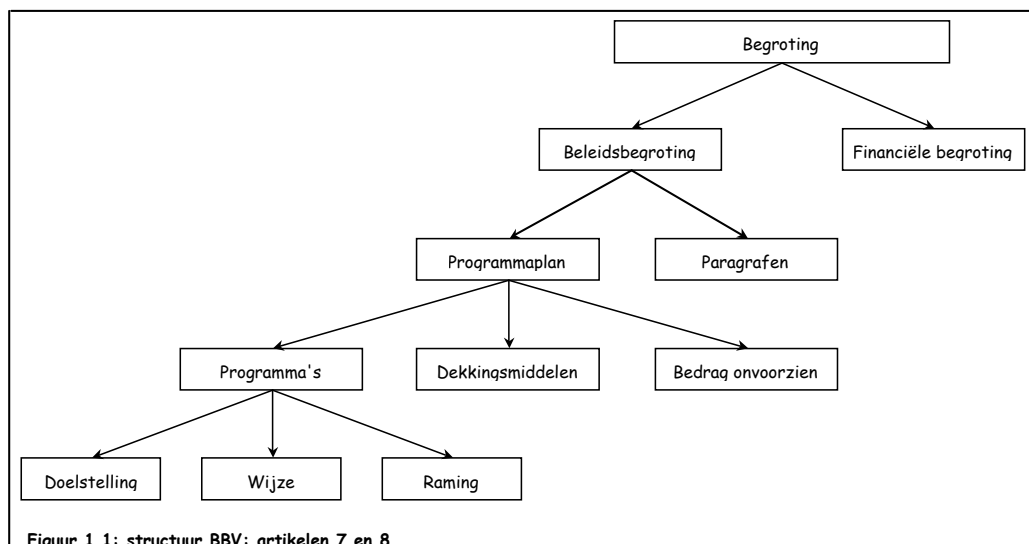 Begroting
Beleidsbegroting Financiële begroting
Programmaplan Paragrafen
Programma's Dekkingsmiddelen Bedrag onvoorzien
Doelstelling Wijze Raming
Figuur 1.1: structuur BBV: artikelen 7 en 8